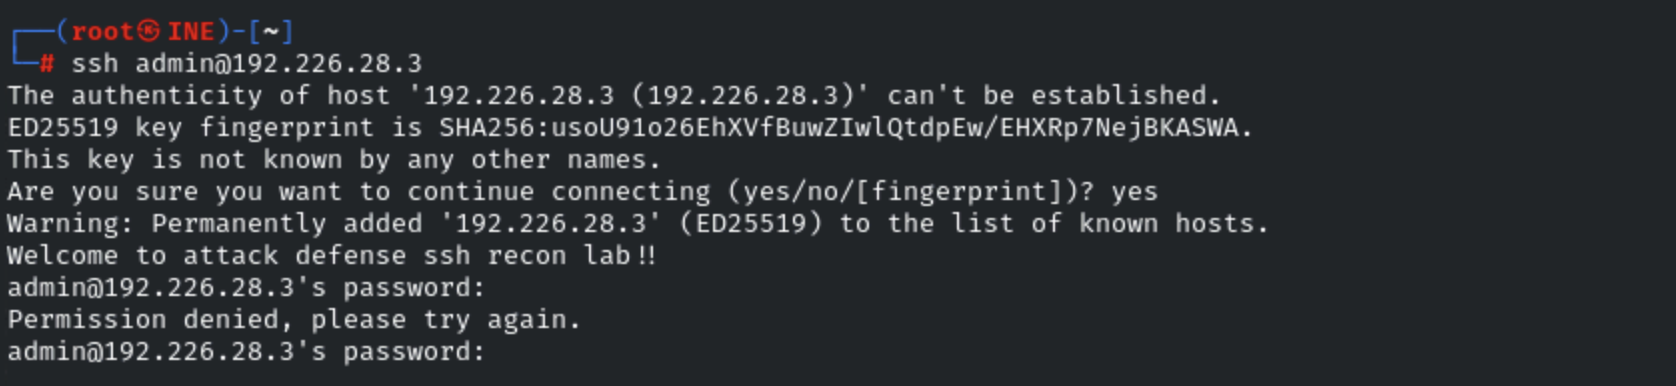 ┌──(root㉿INE)-[~]
└─# ssh admin@192.226.28.3
The authenticity of host '192.226.28.3 (192.226.28.3)' can't be established.
ED25519 key fingerprint is SHA256:usoU91o26EhXVfBuwZIwlQtdpEw/EHXRp7NejBKASWA.
This key is not known by any other names.
Are you sure you want to continue connecting (yes/no/[fingerprint])? yes
Warning: Permanently added '192.226.28.3' (ED25519) to the list of known hosts.
Welcome to attack defense ssh recon lab!!
admin@192.226.28.3's password:
Permission denied, please try again.
admin@192.226.28.3's password: